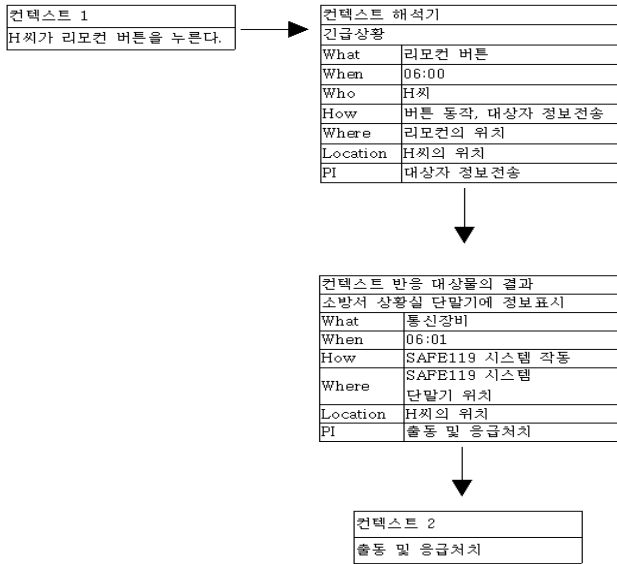 컨텍스트 1
H씨가 리모컨 버튼을 누른다.
컨텍스트 해석기
긴급상황
What 리모컨 버튼
When 06:00
Who H씨
How 버튼 동작, 대상자 정보전송
Where 리모컨의 위치
Location H씨의 위치
PI 대상자 정보전송
컨텍스트 반응 대상물의 결과
소방서 상황실 단말기에 정보표시
What 통신장비
When 06:01
How SAFE119 시스템 작동
Where SAFE119 시스템
단말기 위치
Location H씨의 위치
PI 출동 및 응급처치
컨텍스트 2
출동 및 응급처치